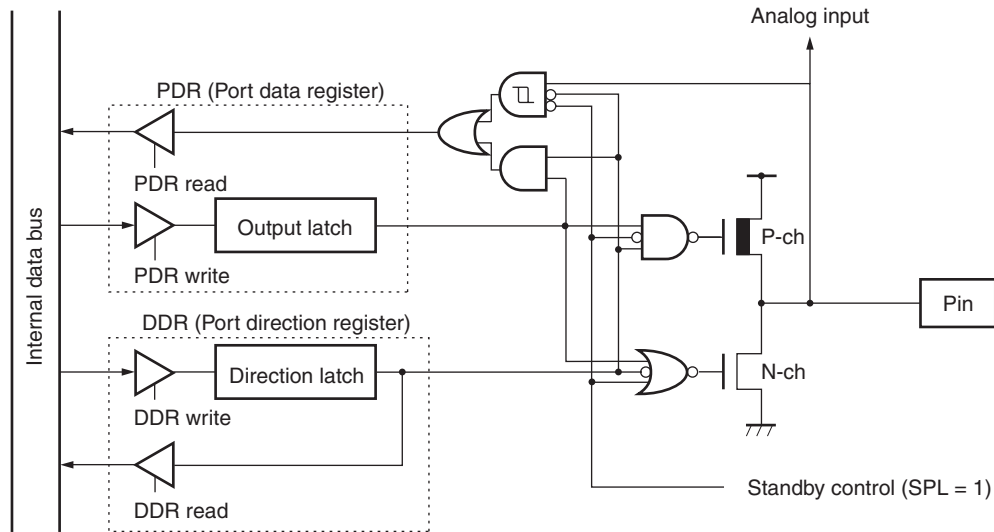 Analog input
PDR (Port data register)
PDR read
Output latch
P-ch
PDR write
Internal data bus
Pin
DDR (Port direction register)
Direction latch
N-ch
DDR write
Standby control (SPL = 1)
DDR read